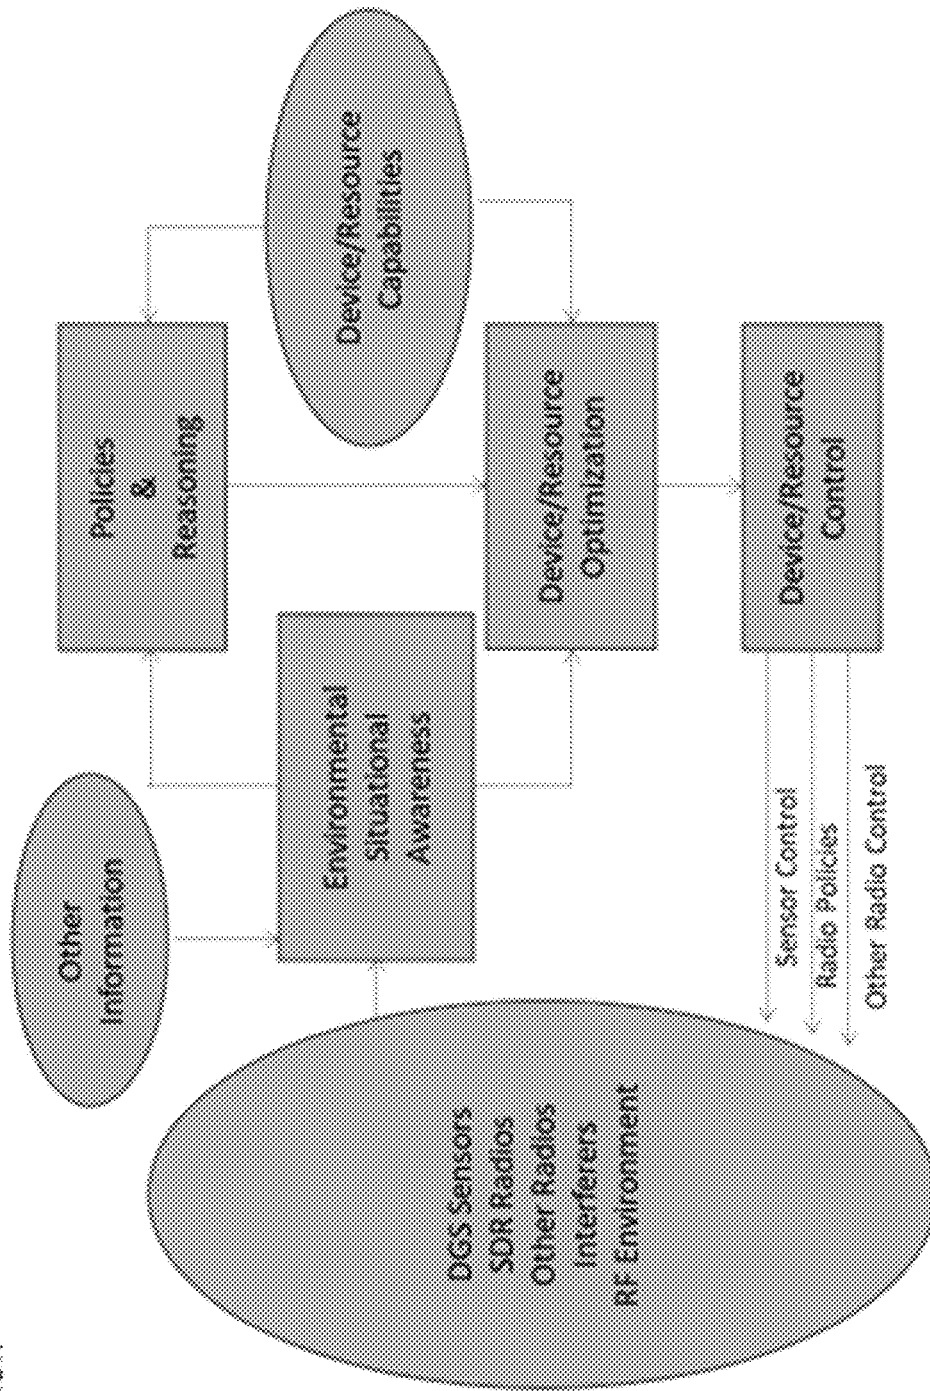 Other
Information
Policies
&
Reasoning
Environmental
Situational
Awareness
Device/Resource
Capabilities
DGS Sensors
SDR Radios
Other Radios
Interferers
RF Environment
Device/Resource
Optimization
Sensor Control
Radio Policies
Other Radio Control
Device/Resource
Control